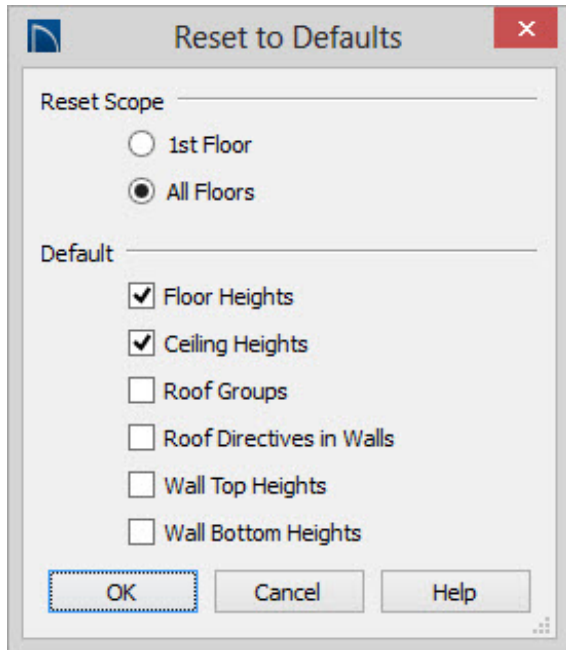 Reset to Defaults
Reset Scope
1st Floor
All Floors
Default
Floor Heights
Ceiling Heights
Roof Groups
Roof Directives in Walls
Wall Top Heights
Wall Bottom Heights
OK Cancel Help